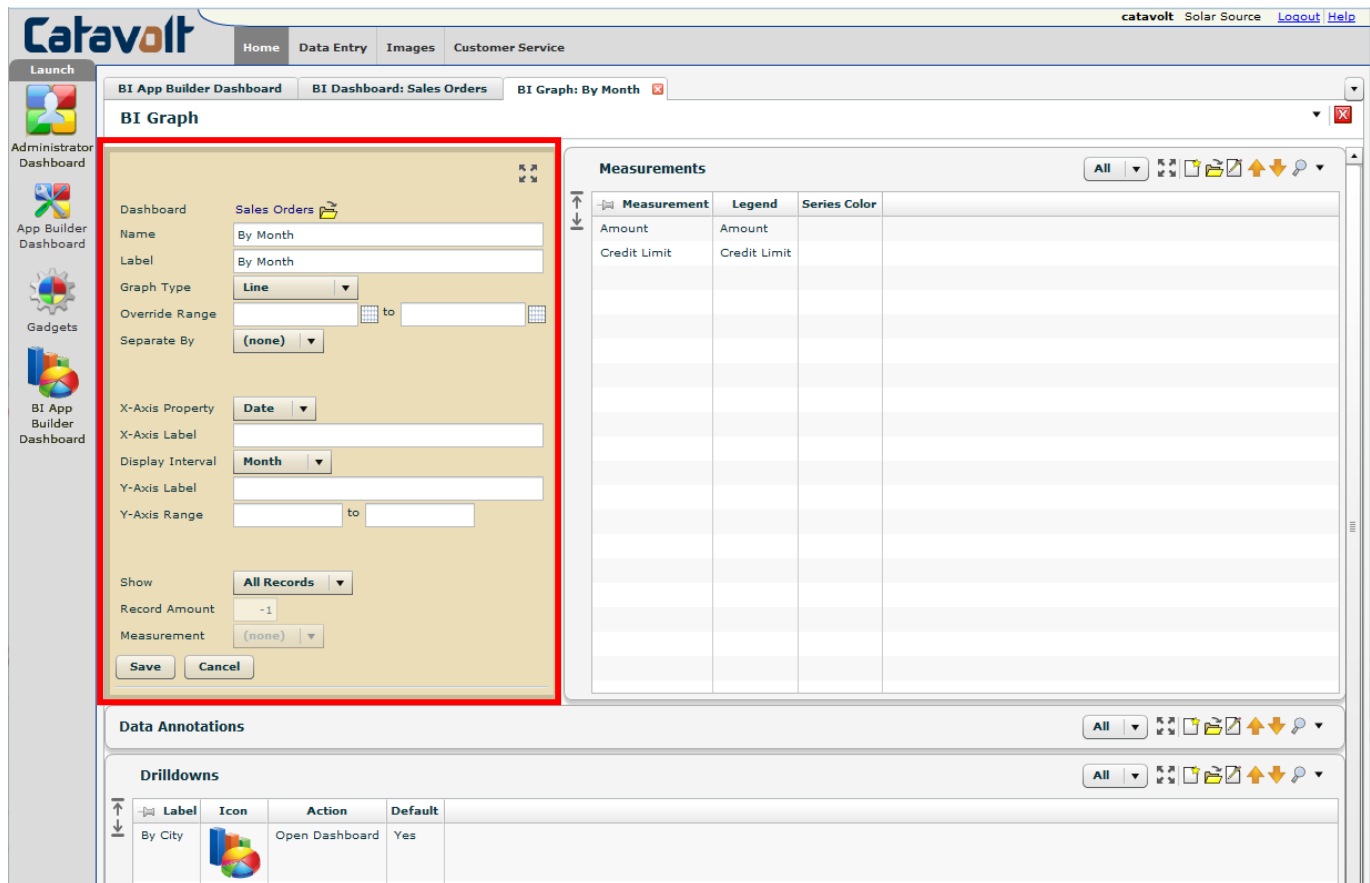 catavolt Solar Source Logout Help
Catavolt
Home Data Entry Images Customer Service
Launch
BI App Builder Dashboard BI Dashboard: Sales Orders BI Graph: By Month
BI Graph
Administrator
Dashboard
App Builder
Dashboard
Gadgets
BI App
Builder
Dashboard
Dashboard Sales Orders
Name By Month
Label By Month
Graph Type Line
Override Range to
Separate By (none)
X-Axis Property Date
X-Axis Label
Display Interval Month
Y-Axis Label
Y-Axis Range to
Show All Records
Record Amount -1
Measurement (none)
Save Cancel
Measurements All
Measurement Legend Series Color
Amount Amount
Credit Limit Credit Limit
Data Annotations All
Drilldowns All
Label Icon Action Default
By City Open Dashboard Yes